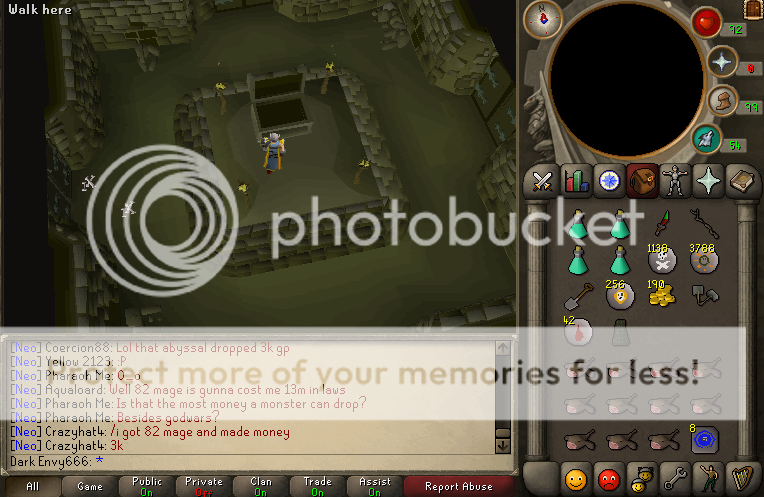 Walk here
92
0
99
54
photobucket
1138
3788
256
190
42
8
[Neo] Coercion88: Lol that abyssal dropped 3k gp
[Neo] Yellow 2123: :P
[Neo] Pharaoh Me: O_o
[Neo] Aqualoard: Well 82 mage is gunna cost me 13m in laws
Protect more of your memories for less!
[Neo] Pharaoh Me: Is that the most money a monster can drop?
[Neo] Pharaoh Me: Besides godwars?
[Neo] Crazyhat4: /i got 82 mage and made money
[Neo] Crazyhat4: 3k
Dark Envy666: *
All
Game
Public
On
Private
Off
Clan
On
Trade
On
Assist
On
Report Abuse